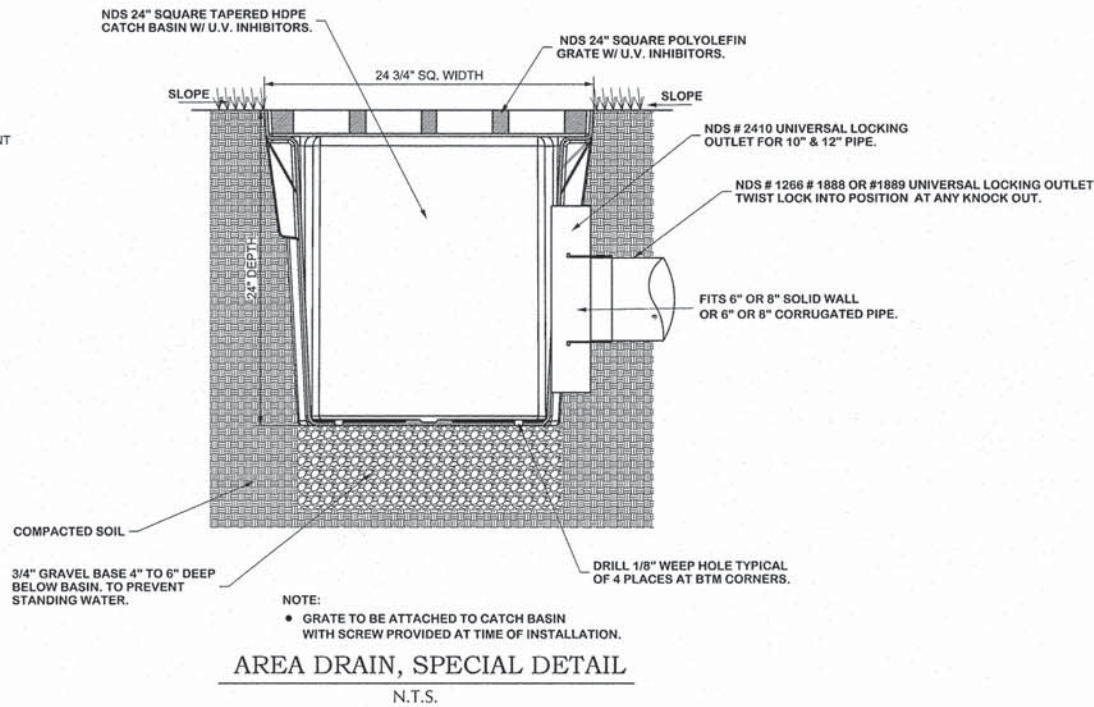 NDS 24" SQUARE TAPERED HDPE
CATCH BASIN W/ U.V. INHIBITORS.
NDS 24" SQUARE POLYOLEFIN
GRATE W/ U.V. INHIBITORS.
24 3/4" SQ. WIDTH
SLOPE
SLOPE
NT
NDS # 2410 UNIVERSAL LOCKING
OUTLET FOR 10" & 12" PIPE.
NDS # 1266 # 1888 OR #1889 UNIVERSAL LOCKING OUTLET
TWIST LOCK INTO POSITION AT ANY KNOCK OUT.
24" DEPTH
FITS 6" OR 8" SOLID WALL
OR 6" OR 8" CORRUGATED PIPE.
COMPACTED SOIL
3/4" GRAVEL BASE 4" TO 6" DEEP
BELOW BASIN. TO PREVENT
STANDING WATER.
DRILL 1/8" WEEP HOLE TYPICAL
OF 4 PLACES AT BTM CORNERS.
NOTE:
• GRATE TO BE ATTACHED TO CATCH BASIN
WITH SCREW PROVIDED AT TIME OF INSTALLATION.
AREA DRAIN, SPECIAL DETAIL
N.T.S.